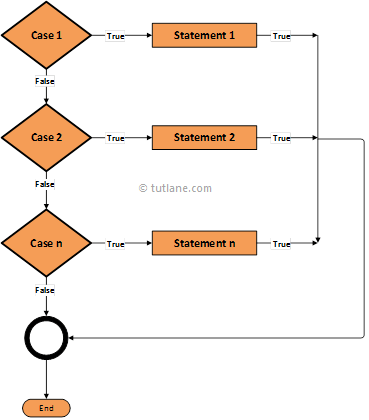 Case 1
True
Statement 1
True
False
Case 2
True
Statement 2
True
False
© tutlane.com
Case n
True
Statement n
True
False
End